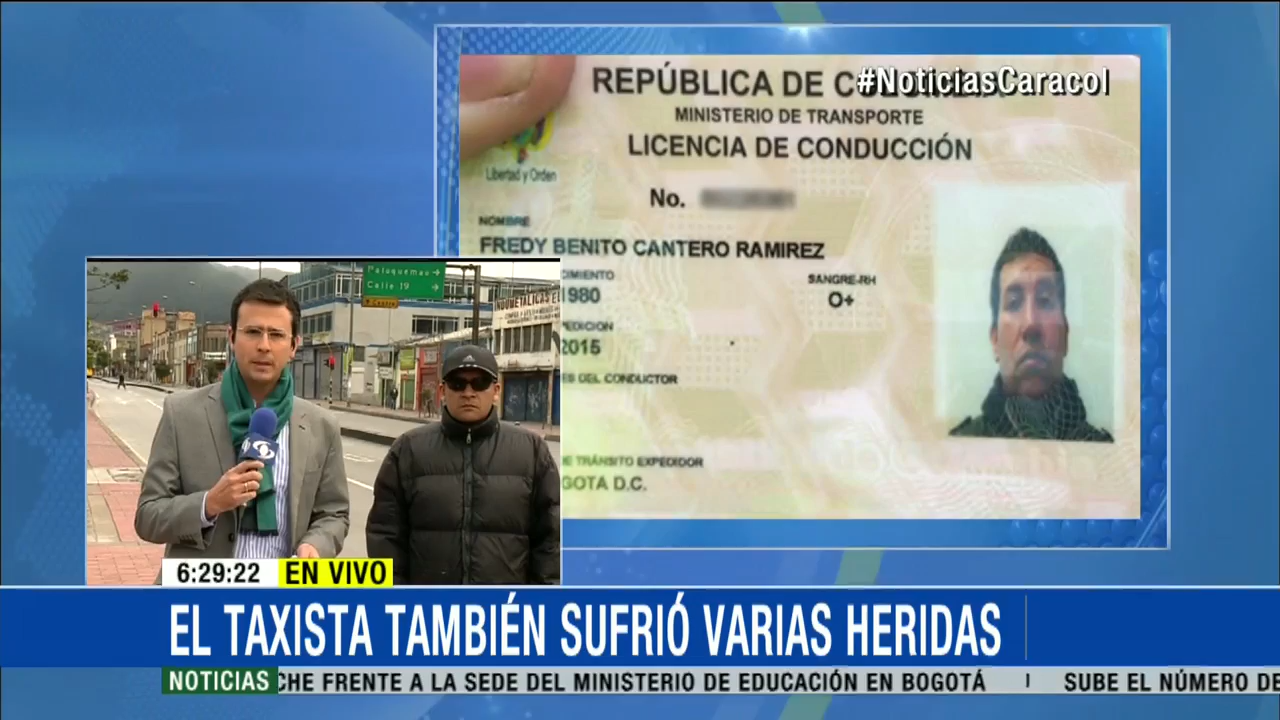 #NoticiasCaracol
REPÚBLICA DE
MINISTERIO DE TRANSPORTE
LICENCIA DE CONDUCCIÓN
Libertad y Orden
No.
NOMBRE
FREDY BENITO CANTERO RAMIREZ
CIMIENTO
1980
SANGRE-RH
O+
PEDICION
2015
ES DEL CONDUCTOR
DE TRÁNSITO EXPEDIDOR
GOTA D.C.
Paloquemao →
Calle 19 →
Centro
6:29:22 EN VIVO
EL TAXISTA TAMBIÉN SUFRIÓ VARIAS HERIDAS
NOTICIAS CHE FRENTE A LA SEDE DEL MINISTERIO DE EDUCACIÓN EN BOGOTÁ SUBE EL NÚMERO DE